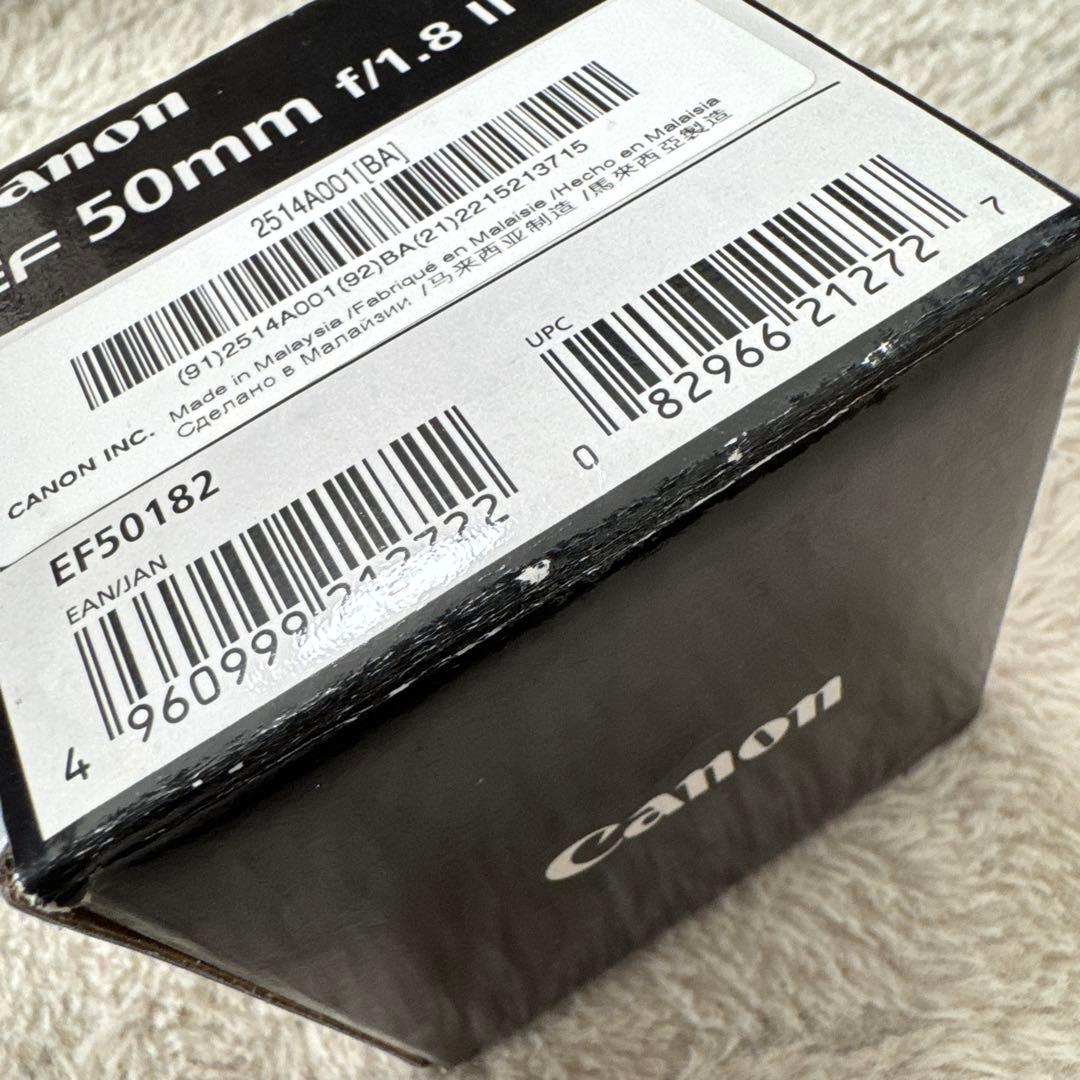 Canon
EF 50mm f/1.8 II
2514A001[BA]
(91)2514A001(92)BA(21)2215213715
CANON INC. Made in Malaysia /Fabriqué en Malaisie /Hecho en Malaisia
Сделано в Малайзии /马来西亚制造 /馬來西亞製造
EF50182
EAN/JAN
4 960999 212722
UPC
0 82966 21272 7
Canon